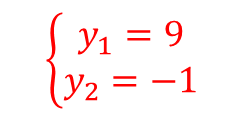 y₁ = 9
y₂ = −1